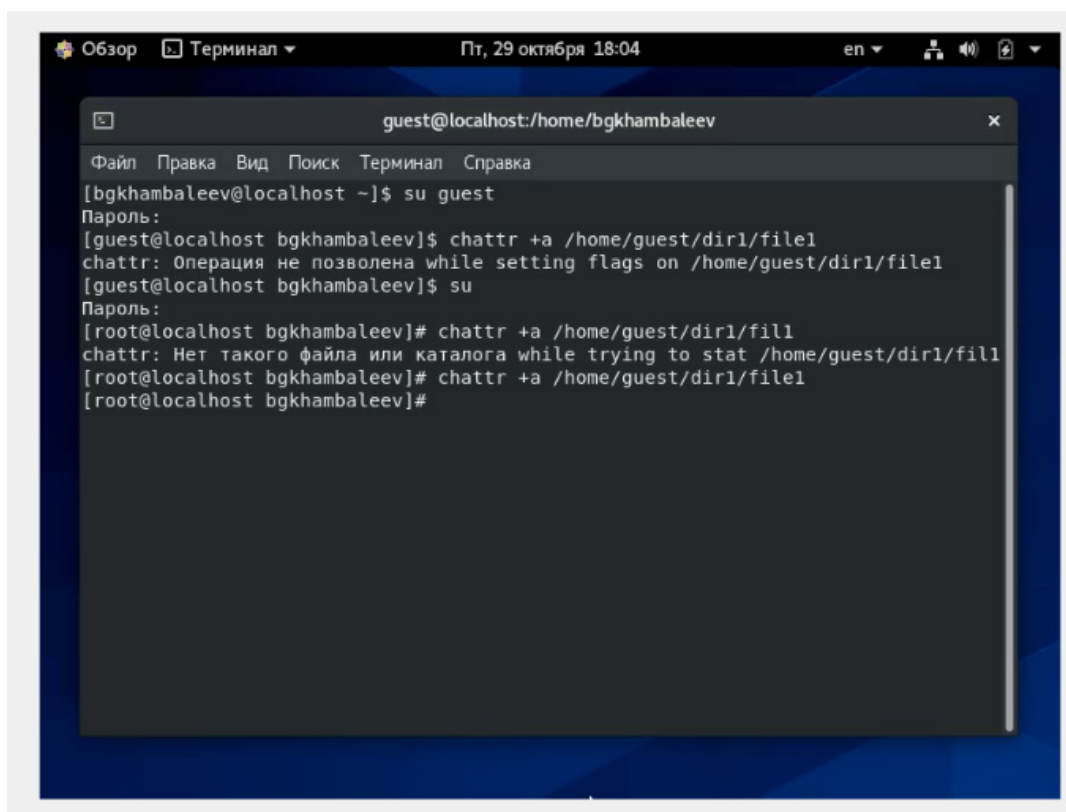 Обзор Терминал Пт, 29 октября 18:04 en
guest@localhost:/home/bgkhambaleev
Файл Правка Вид Поиск Терминал Справка
[bgkhambaleev@localhost ~]$ su guest
Пароль:
[guest@localhost bgkhambaleev]$ chattr +a /home/guest/dir1/file1
chattr: Операция не позволена while setting flags on /home/guest/dir1/file1
[guest@localhost bgkhambaleev]$ su
Пароль:
[root@localhost bgkhambaleev]# chattr +a /home/guest/dir1/fil1
chattr: Нет такого файла или каталога while trying to stat /home/guest/dir1/fil1
[root@localhost bgkhambaleev]# chattr +a /home/guest/dir1/file1
[root@localhost bgkhambaleev]#